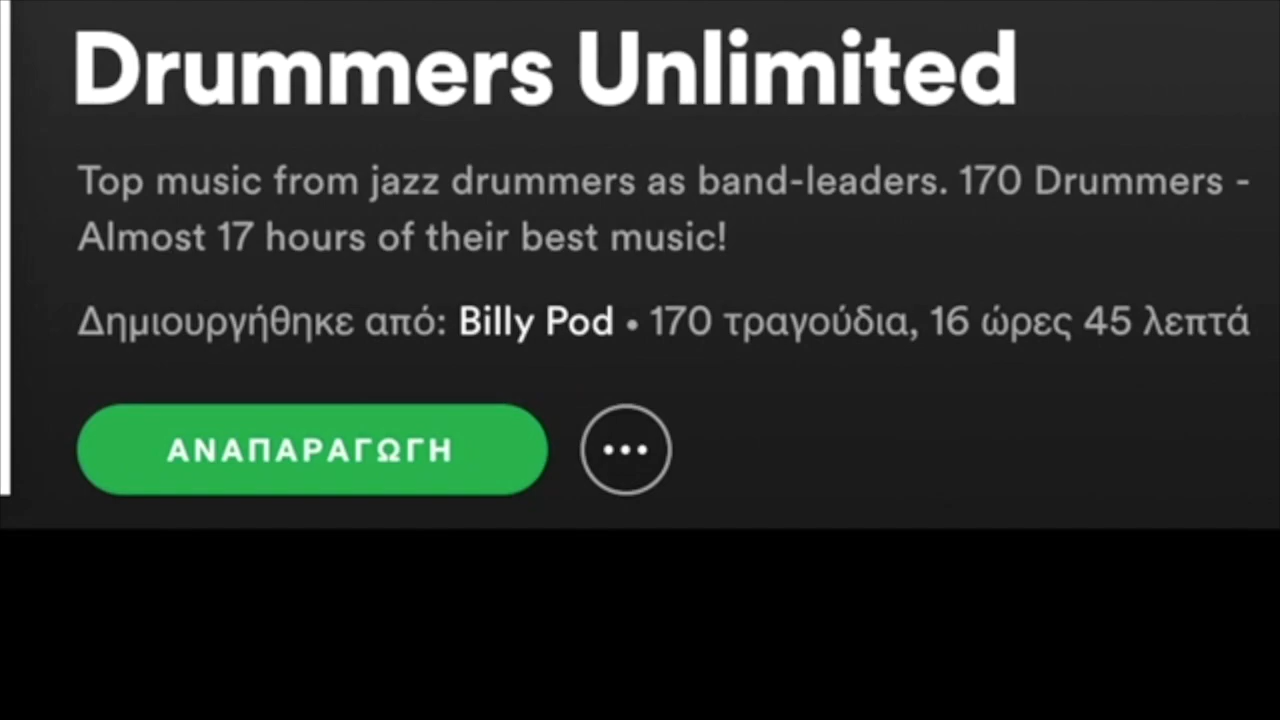 Drummers Unlimited
Top music from jazz drummers as band-leaders. 170 Drummers -
Almost 17 hours of their best music!
Δημιουργήθηκε από: Billy Pod • 170 τραγούδια, 16 ώρες 45 λεπτά
ΑΝΑΠΑΡΑΓΩΓΗ